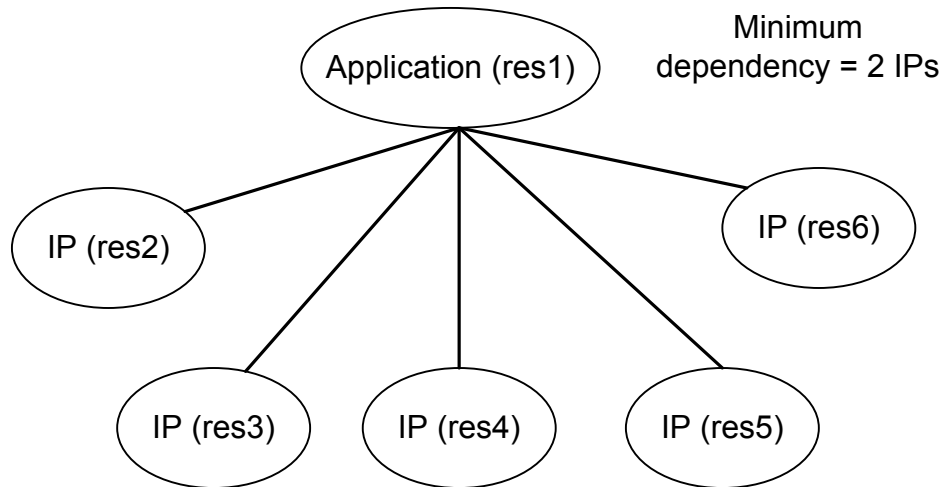 Application (res1)
Minimum
dependency = 2 IPs
IP (res2)
IP (res6)
IP (res3)
IP (res4)
IP (res5)